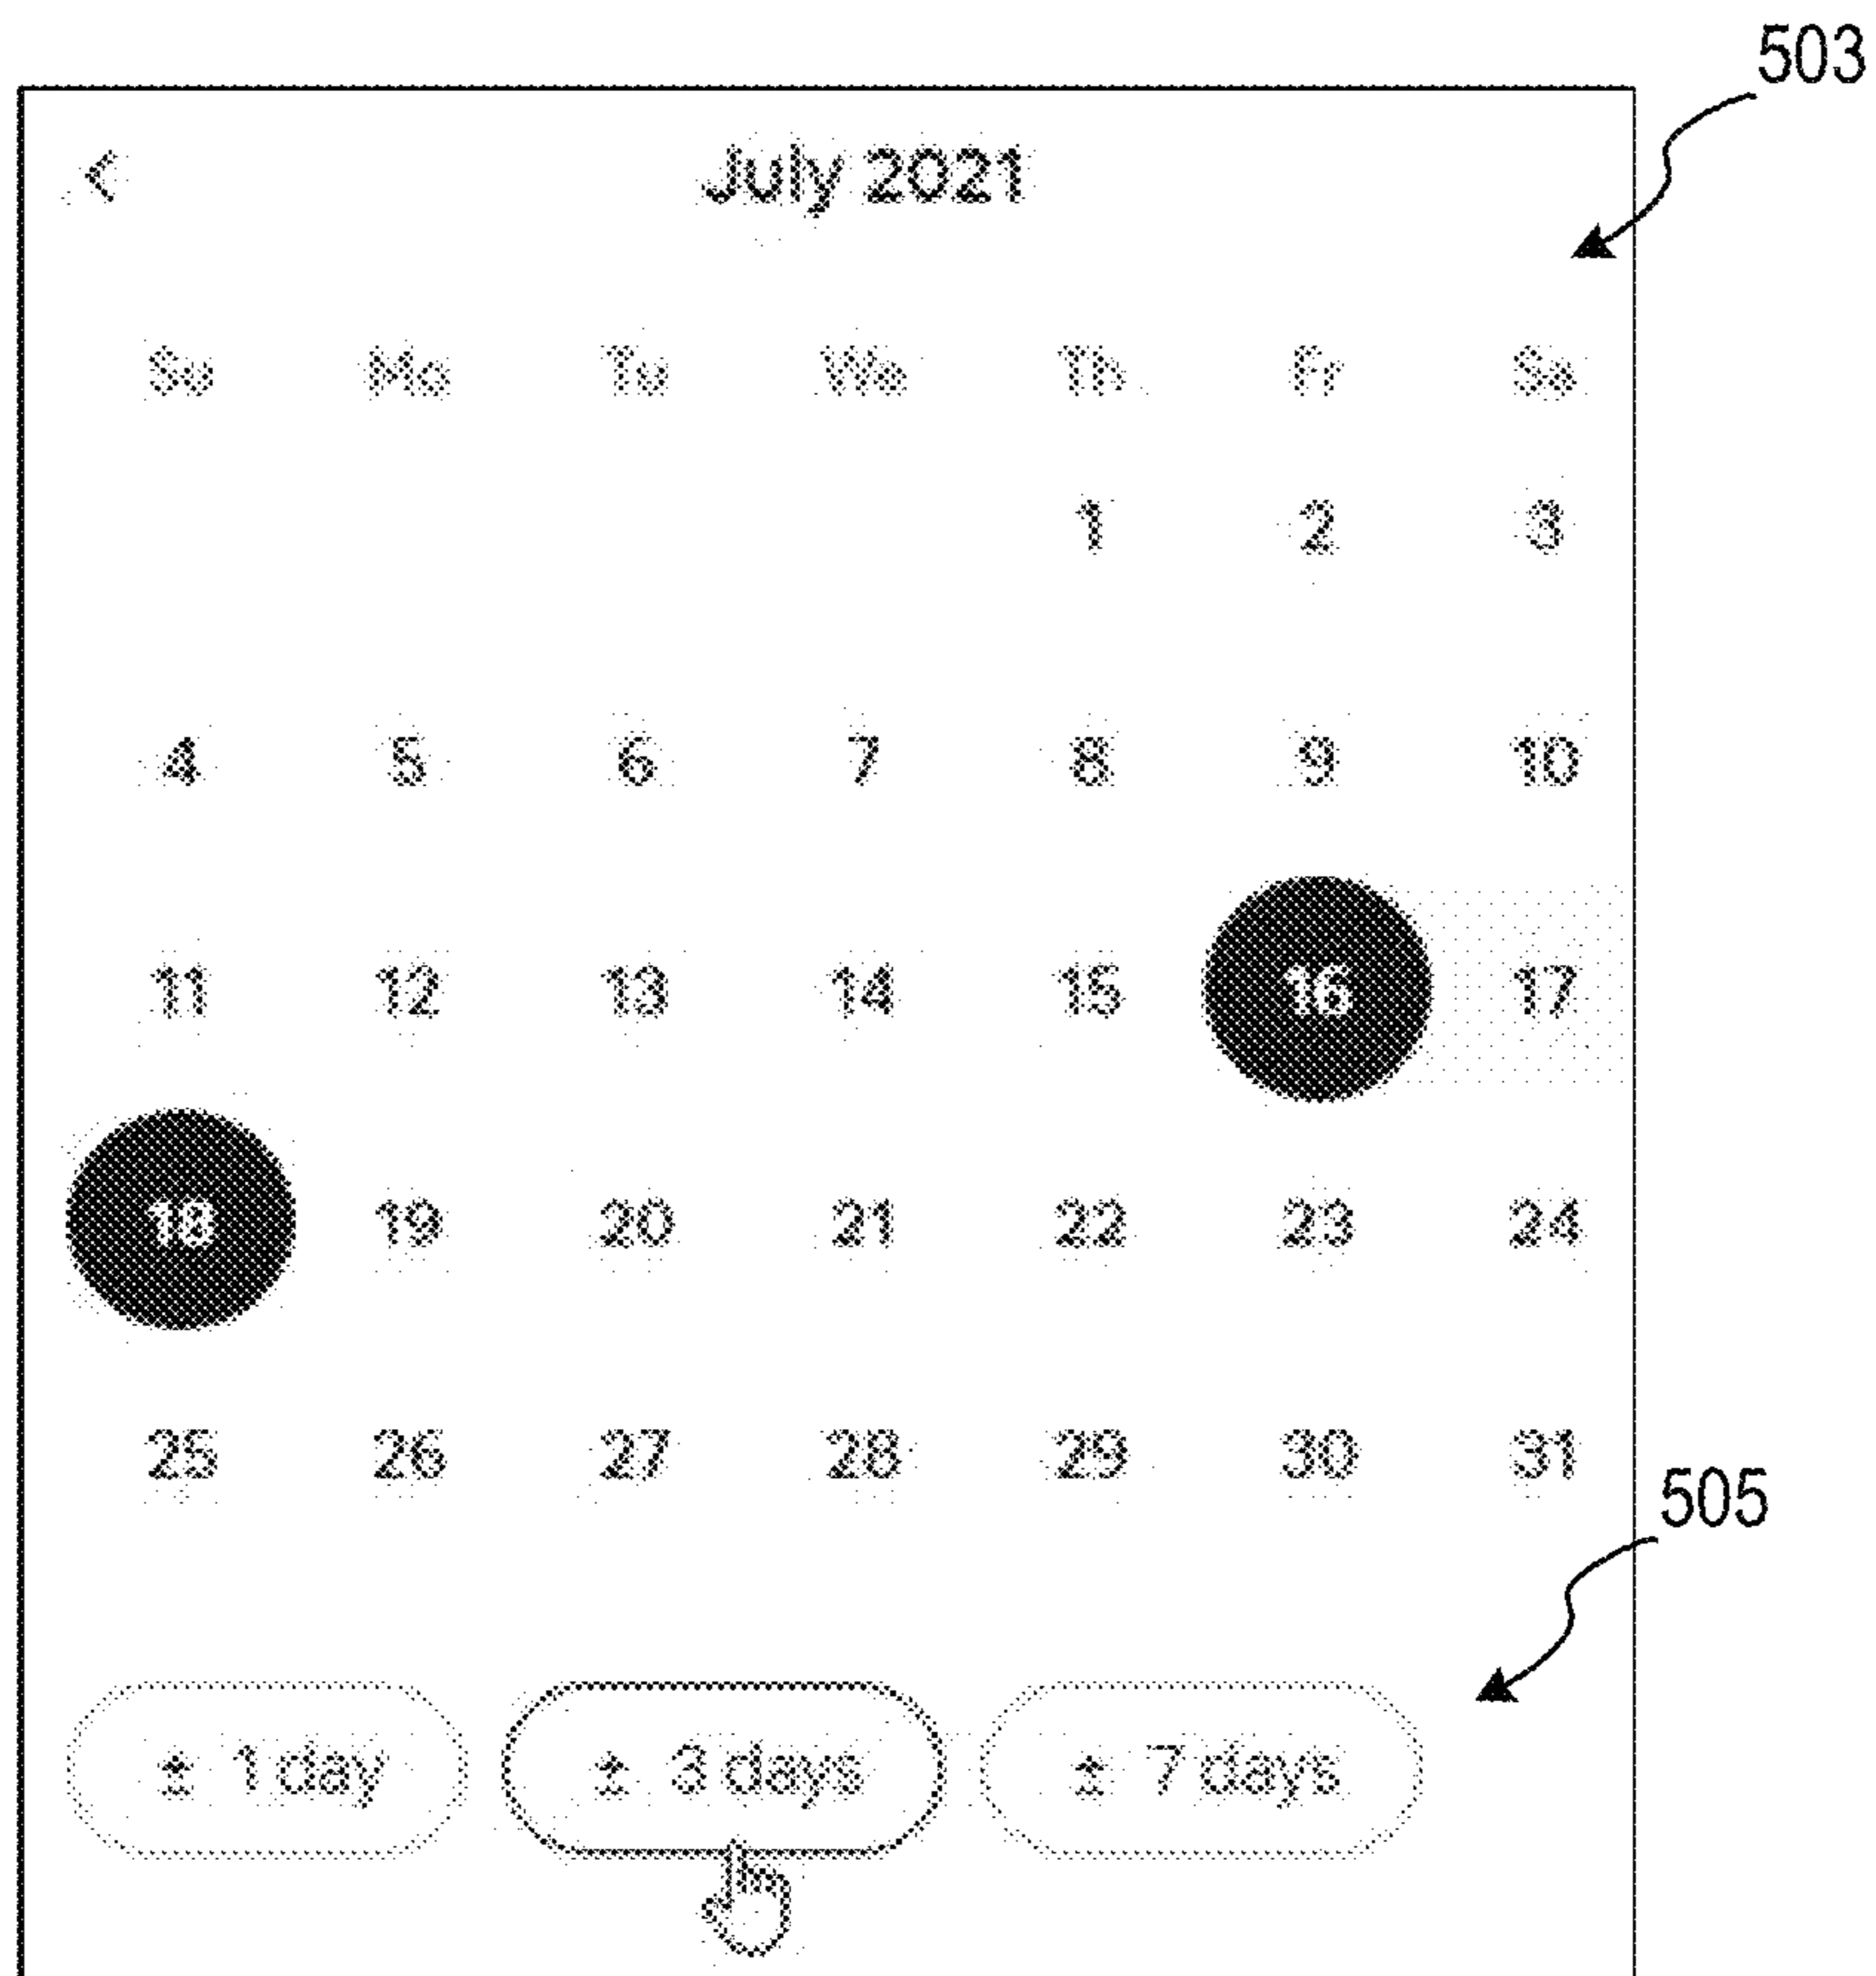 503
< July 2021
Su Mo Tu We Th Fr Sa
1 2 3
4 5 6 7 8 9 10
11 12 13 14 15 16 17
18 19 20 21 22 23 24
25 26 27 28 29 30 31
505
± 1 day ± 3 days ± 7 days